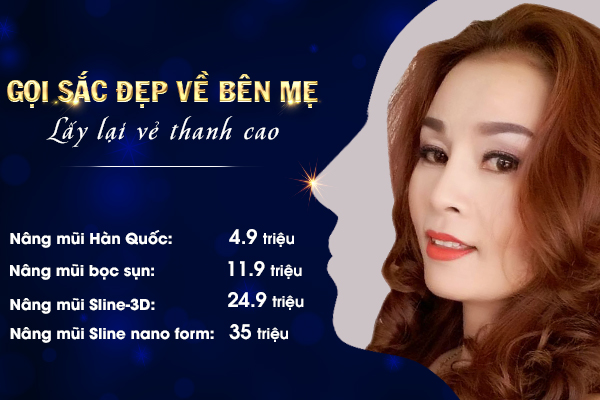 GỌI SẮC ĐẸP VỀ BÊN MẸ
Lấy lại vẻ thanh cao
Nâng mũi Hàn Quốc: 4.9 triệu
Nâng mũi bọc sụn: 11.9 triệu
Nâng mũi Sline-3D: 24.9 triệu
Nâng mũi Sline nano form: 35 triệu